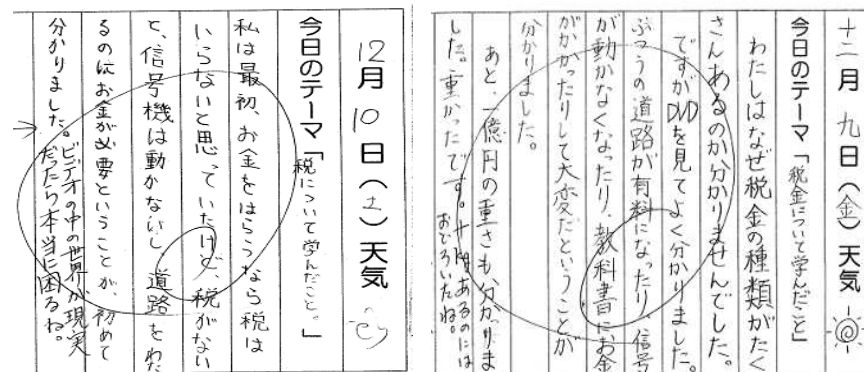 十二月 九日(金)天気
今日のテーマ「税金について学んだこと」
わたしはなぜ税金の種類がたく
さんあるのか分かりませんでした。
ですがDVDを見てよく分かりました。
ぶつうの道路が有料になったり、信号
が動かなくなったり、教科書にお金
がかかったりして大変だということが
分かりました。
あと、一億円の重さも分かりま
した。重かったです。
あるのには
おどろいたね。
12月10日(土)天気
今日のテーマ「税について学んだこと。」
私は最初、お金をはらうなら税は
いらないと思っていたけど、税がない
と、信号機は動かないし、道路をわた
るのにお金が必要ということが、初めて
分かりました。
ビデオの中の世界が現実
だったら本当に困るね。